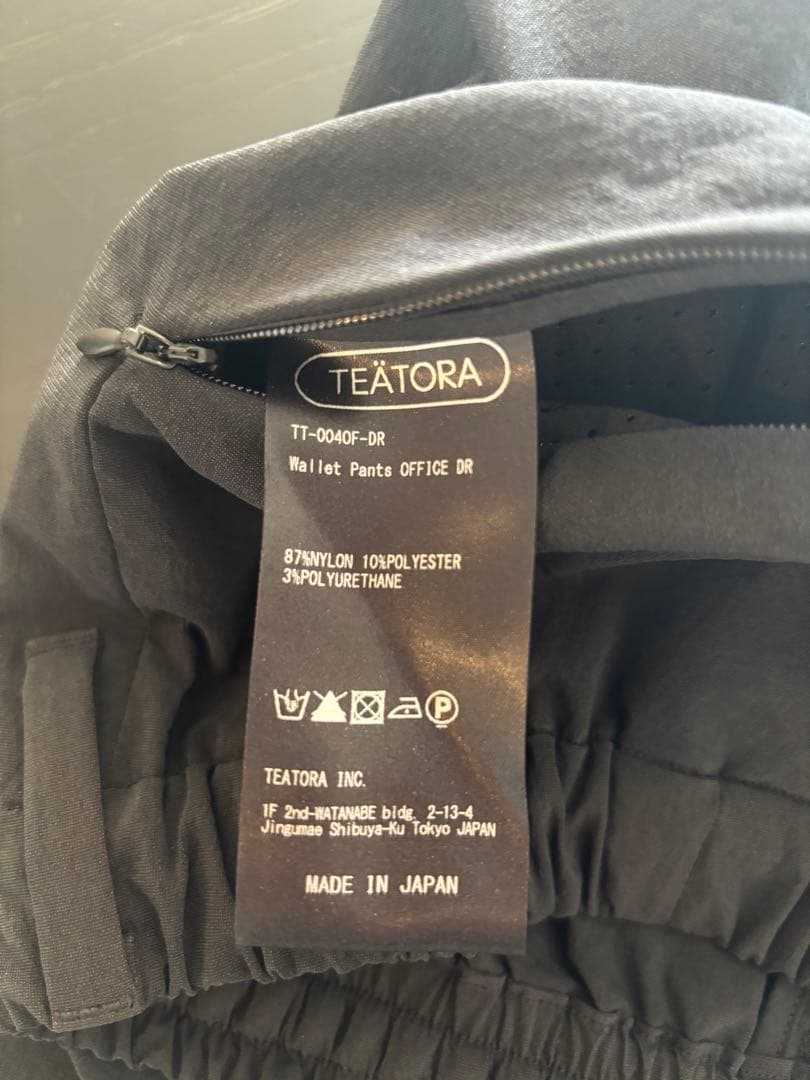 TEÄTORA
TT-004OF-DR
Wallet Pants OFFICE DR
87%NYLON 10%POLYESTER
3%POLYURETHANE
P
TEATORA INC.
1F 2nd-WATANABE bldg. 2-13-4
Jingumae Shibuya-Ku Tokyo JAPAN
MADE IN JAPAN